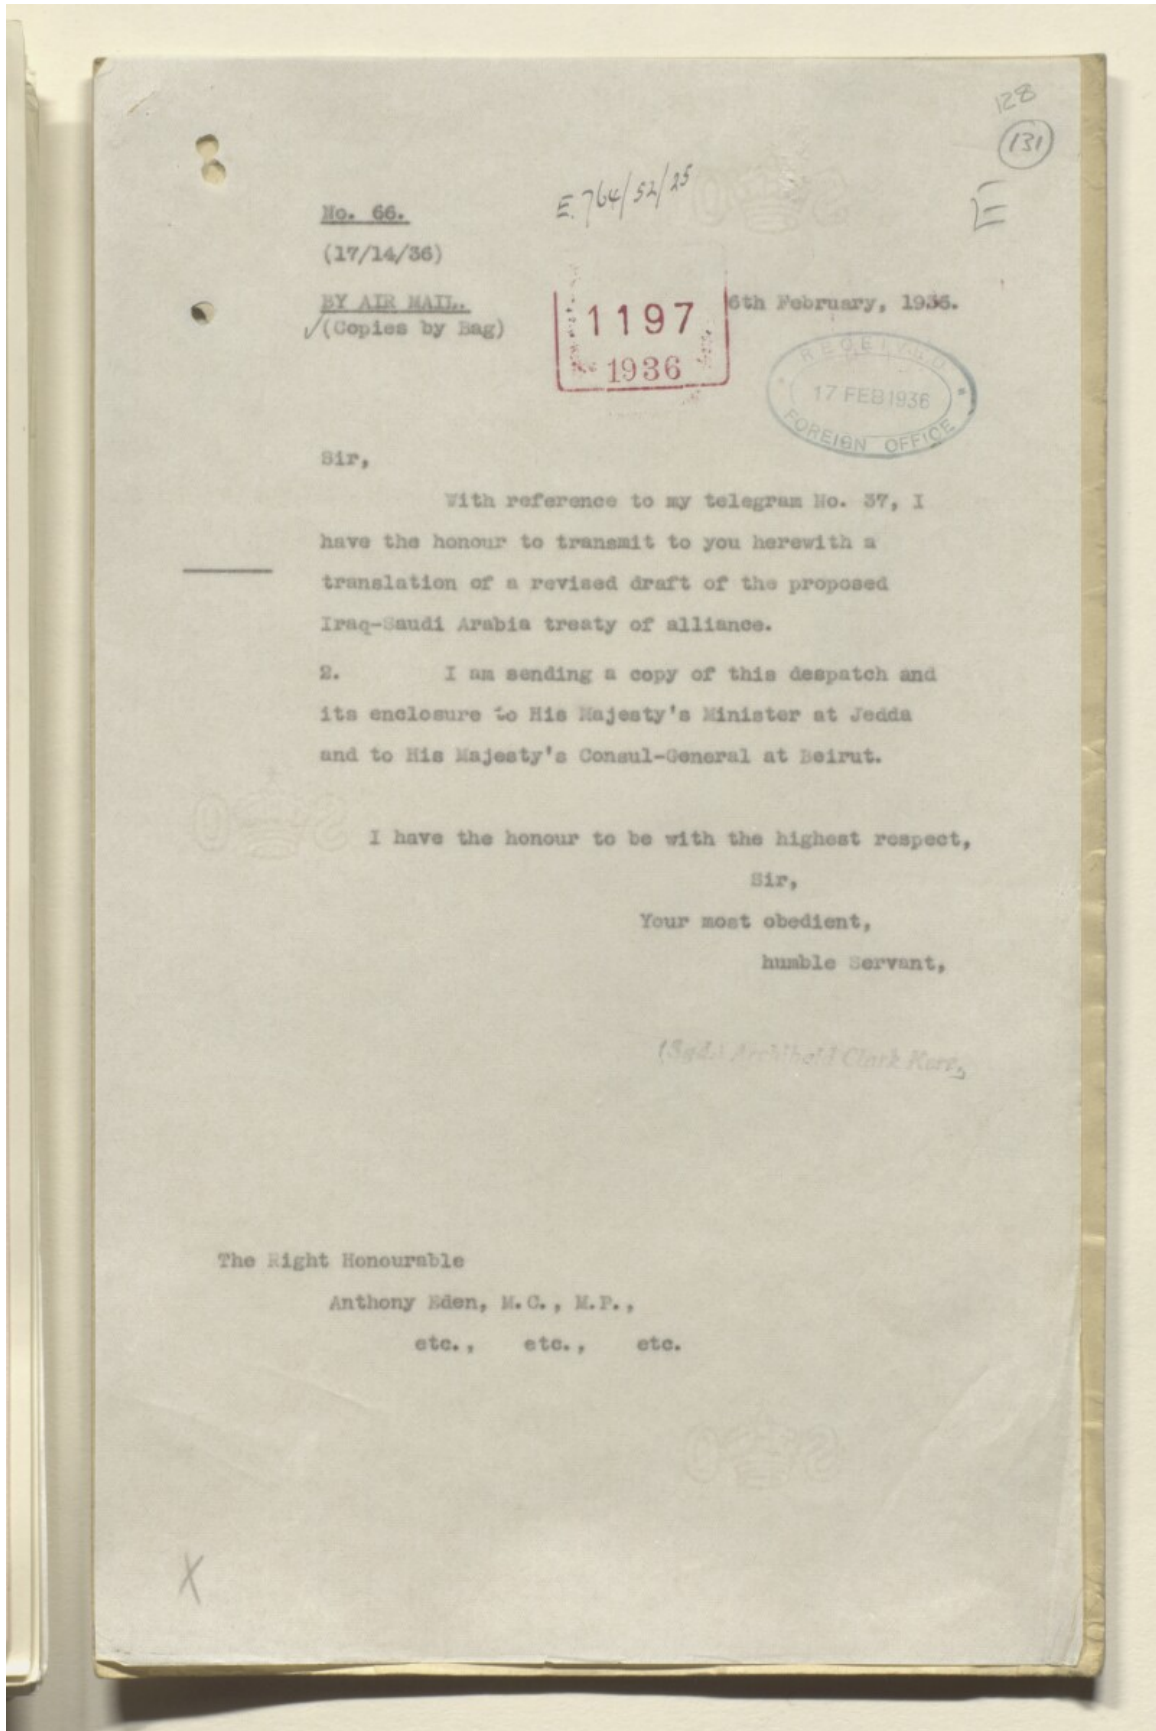 128
131
E. 764/52/25
E
No. 66.
(17/14/36)
BY AIR MAIL.
(Copies by Bag)
1197
1936
6th February, 1936.
RECEIVED
17 FEB 1936
FOREIGN OFFICE
Sir,
With reference to my telegram No. 37, I
have the honour to transmit to you herewith a
translation of a revised draft of the proposed
Iraq-Saudi Arabia treaty of alliance.
2. I am sending a copy of this despatch and
its enclosure to His Majesty's Minister at Jedda
and to His Majesty's Consul-General at Beirut.
I have the honour to be with the highest respect,
Sir,
Your most obedient,
humble Servant,
(Sgd.) Archibald Clark Kerr.
The Right Honourable
Anthony Eden, M.C., M.P.,
etc., etc., etc.
X